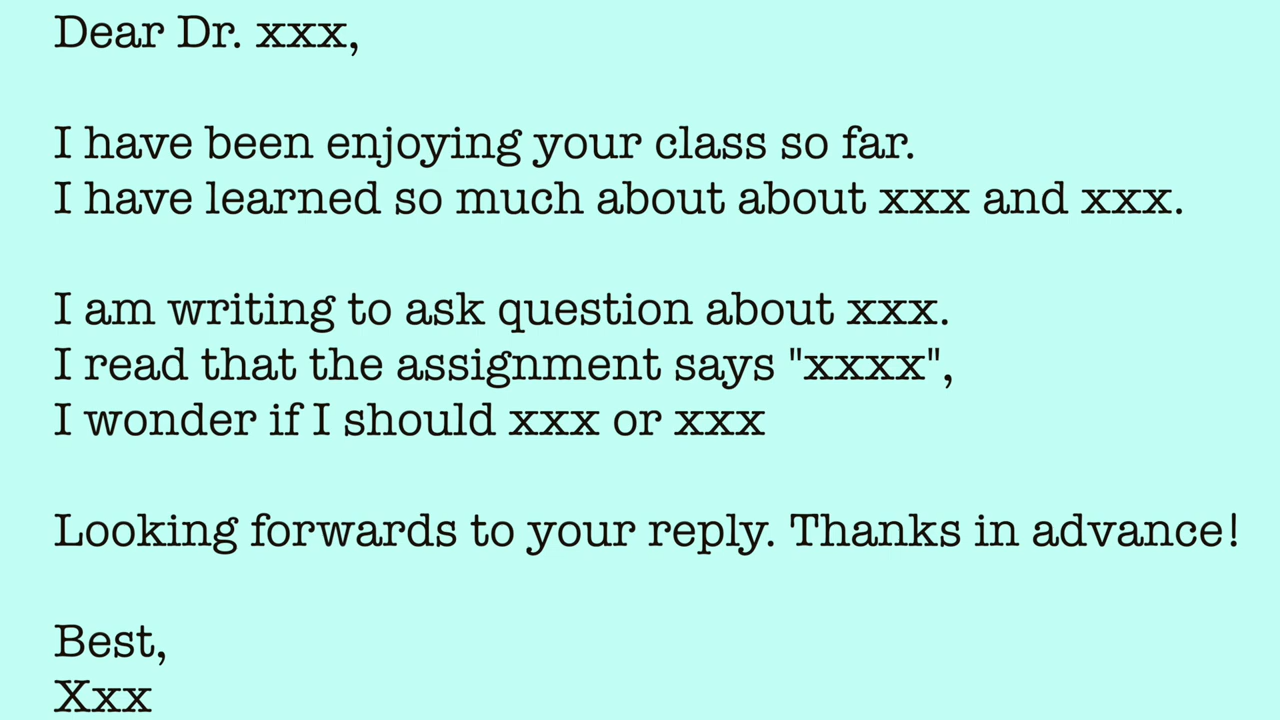 Dear Dr. xxx,
I have been enjoying your class so far.
I have learned so much about about xxx and xxx.
I am writing to ask question about xxx.
I read that the assignment says "xxxx",
I wonder if I should xxx or xxx
Looking forwards to your reply. Thanks in advance!
Best,
Xxx